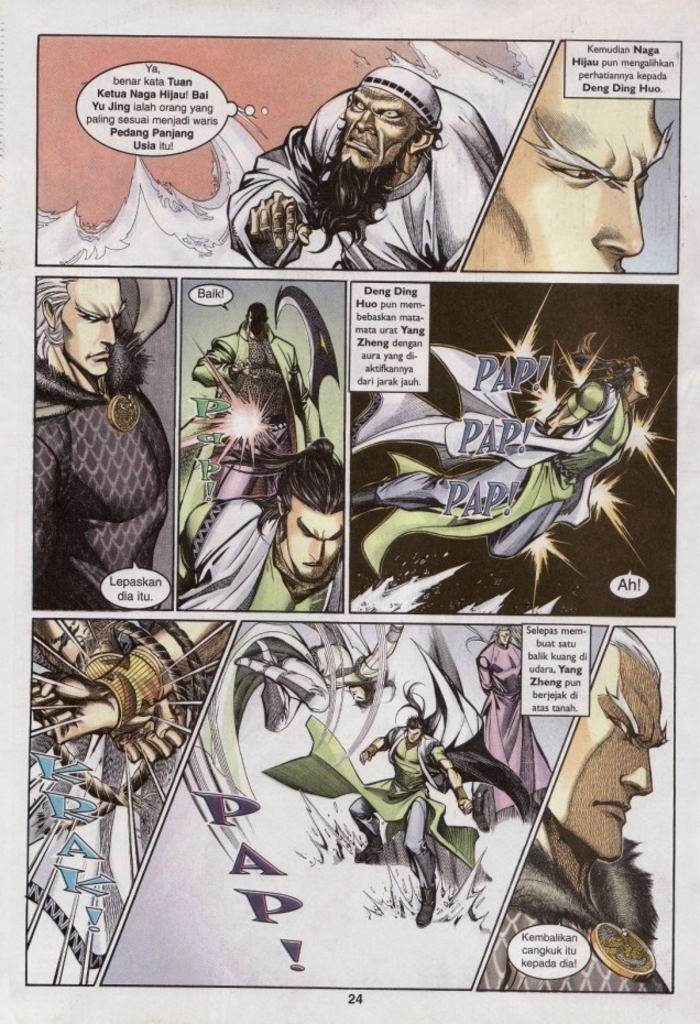 Ya,
benar kata Tuan
Ketua Naga Hijau! Bai
Yu Jing ialah orang yang
paling sesuai menjadi waris
Pedang Panjang
Usia itu!
Kemudian Naga
Hijau pun mengalihkan
perhatiannya kepada
Deng Ding Huo.
Lepaskan
dia itu.
Baik!
PAP!
Deng Ding
Huo pun mem-
bebaskan mata-
mata urat Yang
Zheng dengan
aura yang di-
aktifkannya
dari jarak jauh.
PAP!
PAP!
PAP!
Ah!
KRAK!
PAP!
Selepas mem-
buat satu
balik kuang di
udara, Yang
Zheng pun
berjejak di
atas tanah.
Kembalikan
cangkuk itu
kepada dia!
24